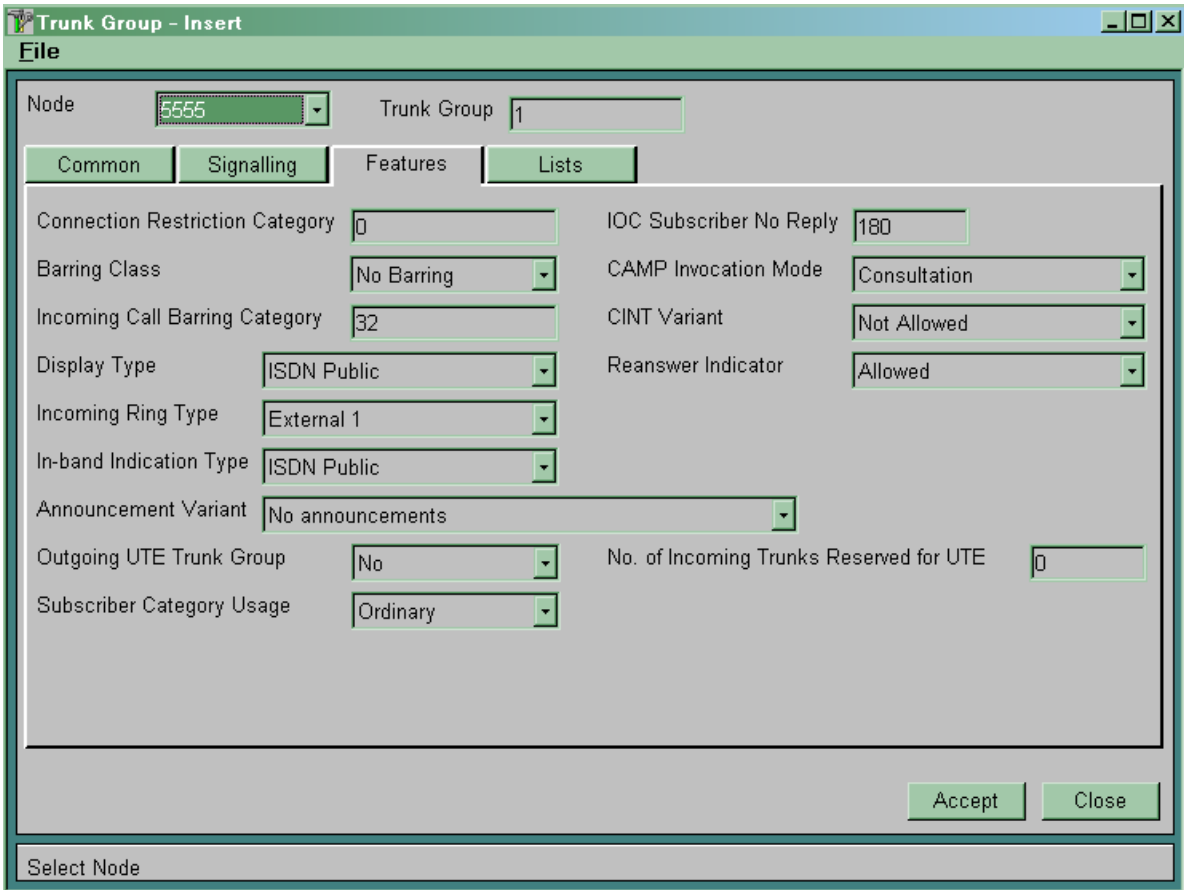 Trunk Group - Insert
File
Node 5555 Trunk Group 1
Common Signalling Features Lists
Connection Restriction Category 0 IOC Subscriber No Reply 180
Barring Class No Barring CAMP Invocation Mode Consultation
Incoming Call Barring Category 32 CINT Variant Not Allowed
Display Type ISDN Public Reanswer Indicator Allowed
Incoming Ring Type External 1
In-band Indication Type ISDN Public
Announcement Variant No announcements
Outgoing UTE Trunk Group No No. of Incoming Trunks Reserved for UTE 0
Subscriber Category Usage Ordinary
Accept Close
Select Node